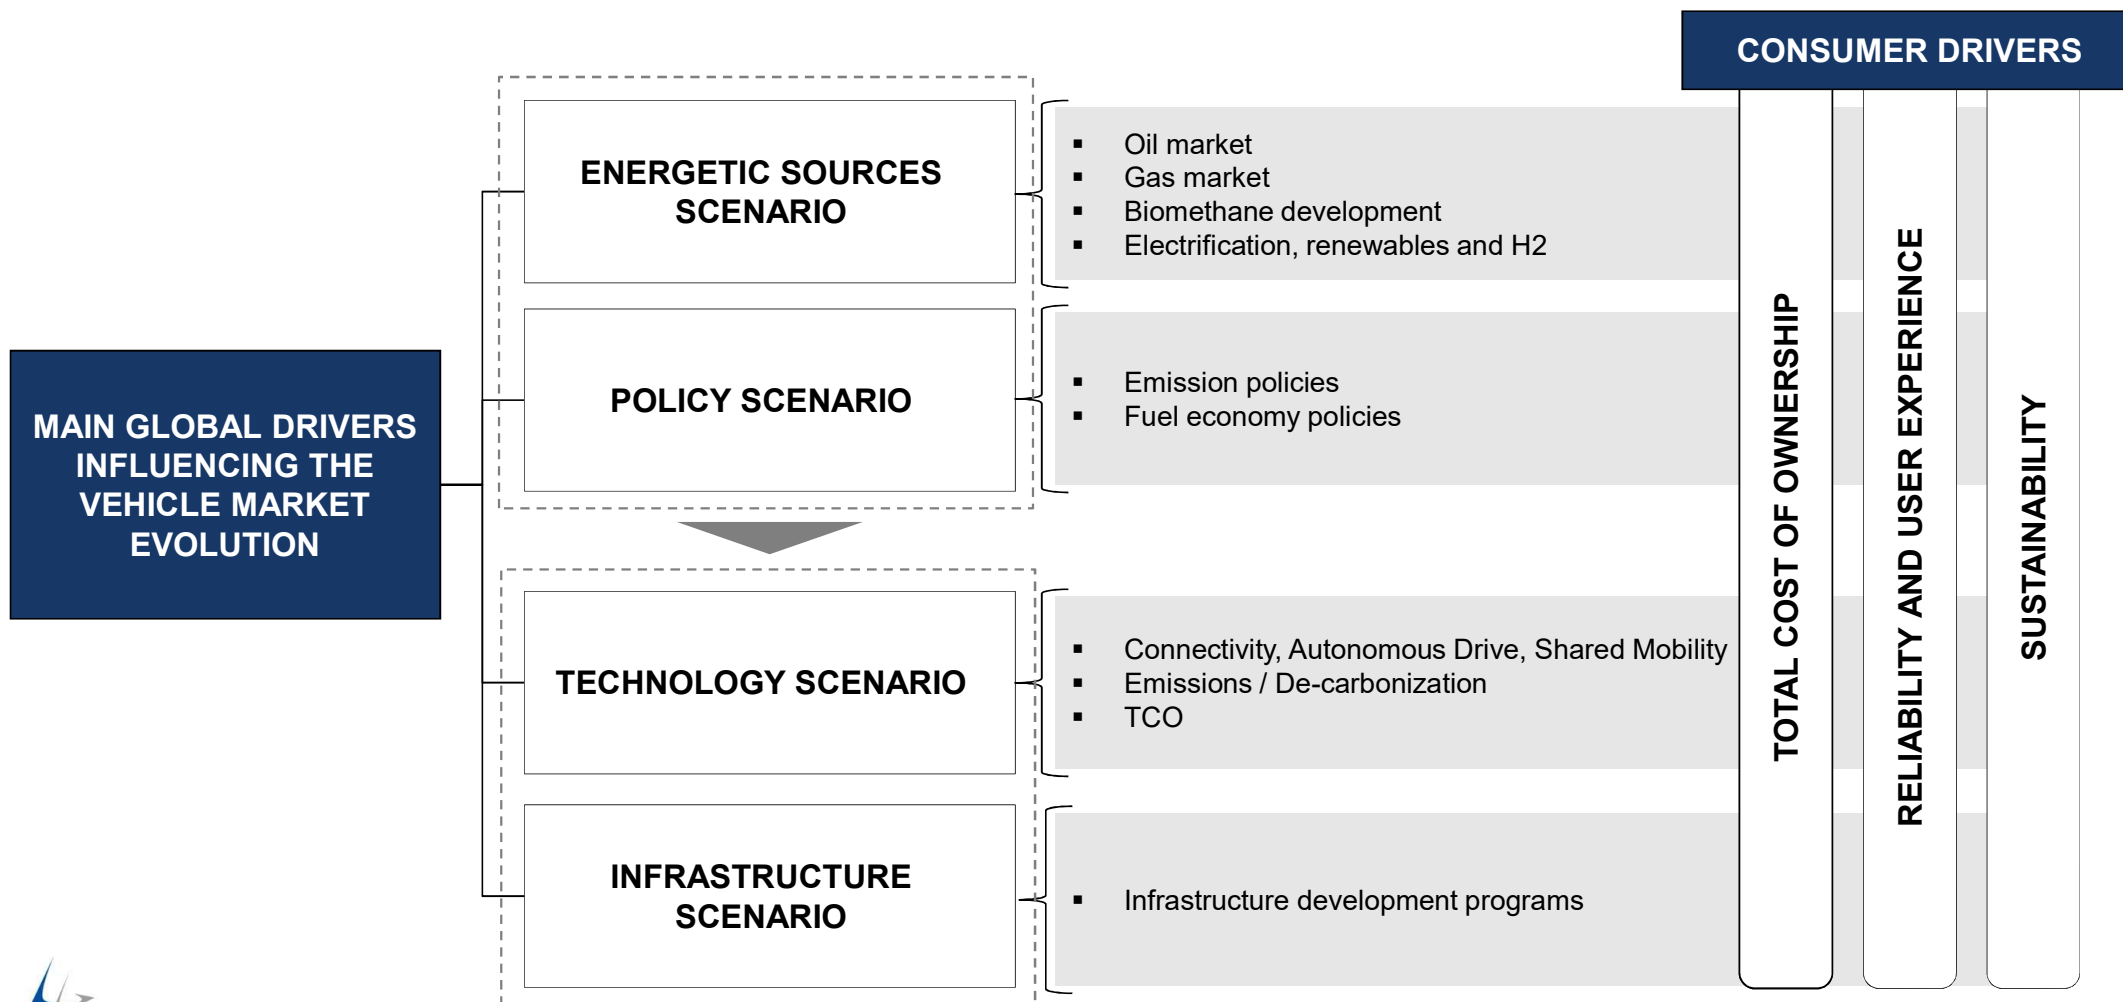 CONSUMER DRIVERS
ENERGETIC SOURCES
SCENARIO
▪ Oil market
▪ Gas market
▪ Biomethane development
▪ Electrification, renewables and H2
POLICY SCENARIO
▪ Emission policies
▪ Fuel economy policies
MAIN GLOBAL DRIVERS
INFLUENCING THE
VEHICLE MARKET
EVOLUTION
TECHNOLOGY SCENARIO
▪ Connectivity, Autonomous Drive, Shared Mobility
▪ Emissions / De-carbonization
▪ TCO
INFRASTRUCTURE
SCENARIO
▪ Infrastructure development programs
TOTAL COST OF OWNERSHIP
RELIABILITY AND USER EXPERIENCE
SUSTAINABILITY